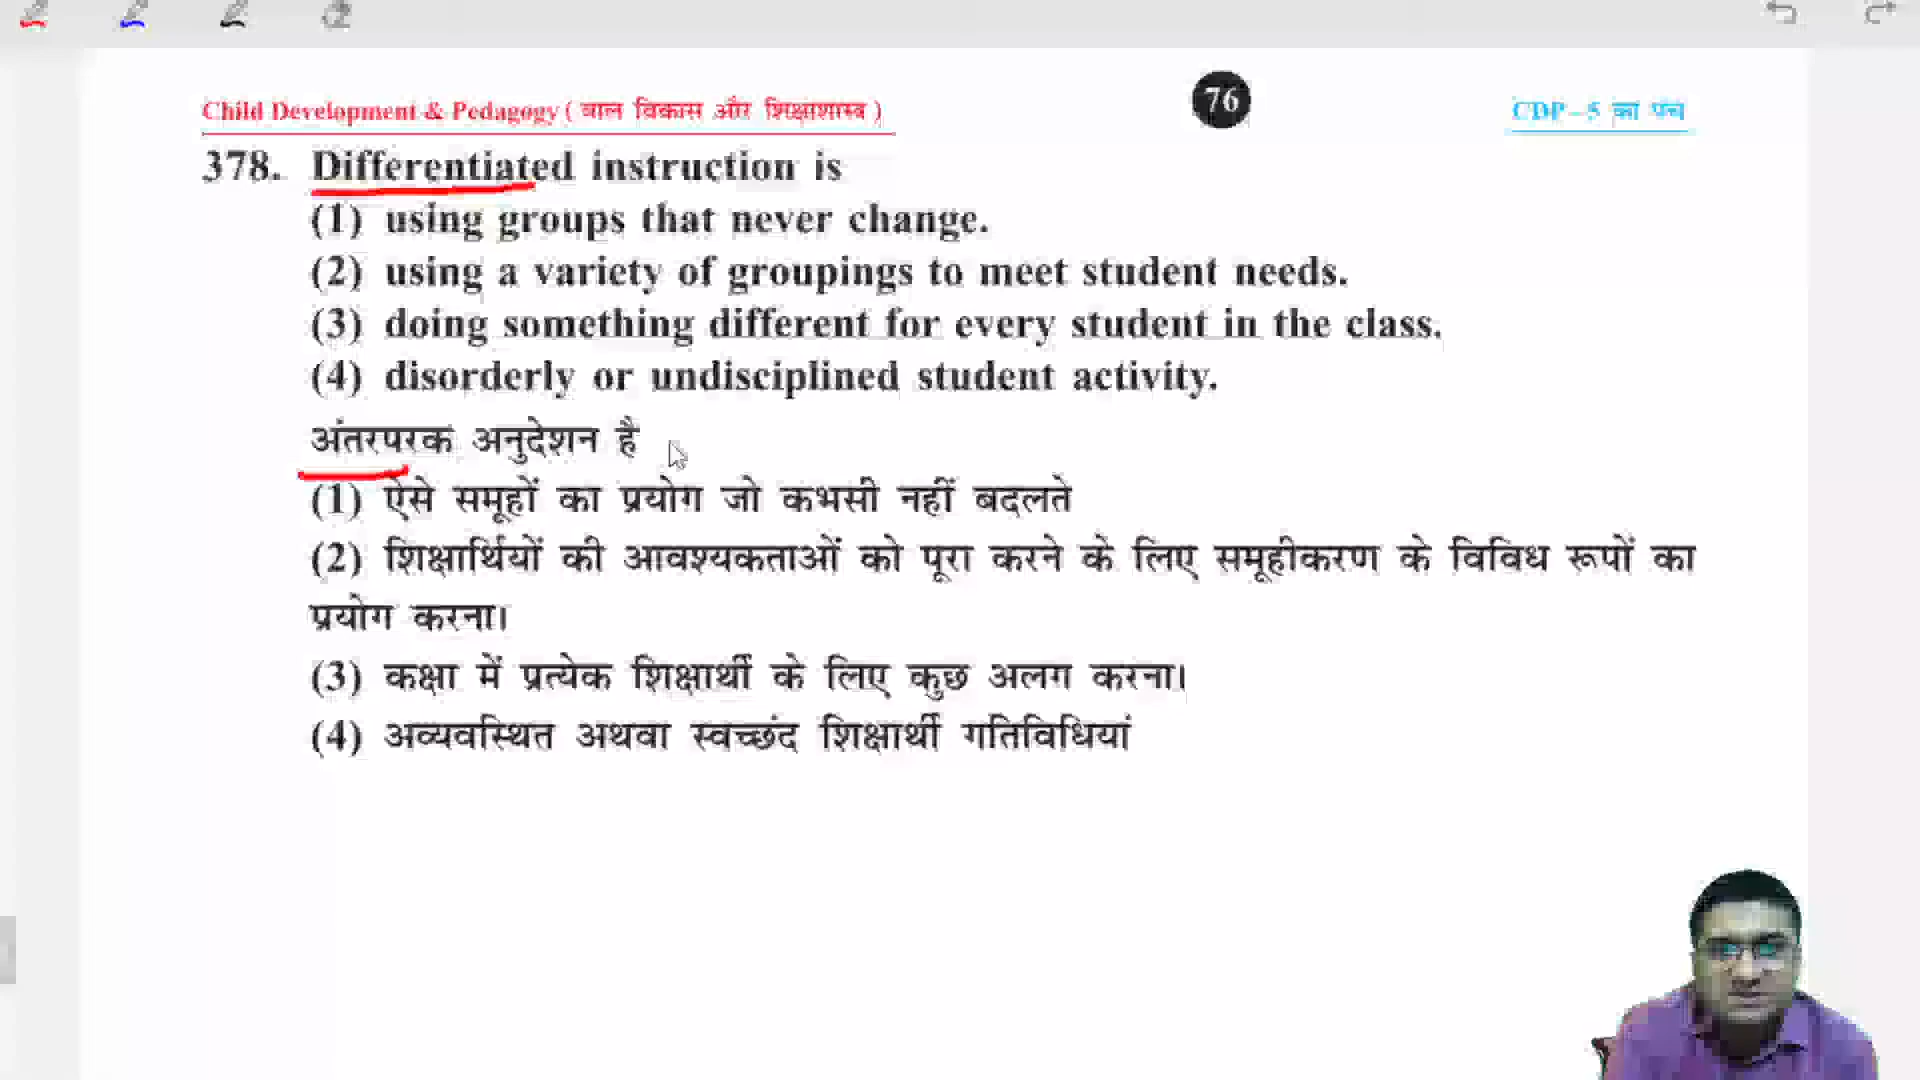 Child Development & Pedagogy ( बाल विकास और शिक्षाशास्त्र )
76
CDP – 5 का पंच
378. Differentiated instruction is
(1) using groups that never change.
(2) using a variety of groupings to meet student needs.
(3) doing something different for every student in the class.
(4) disorderly or undisciplined student activity.
अंतरपरक अनुदेशन है
(1) ऐसे समूहों का प्रयोग जो कभसी नहीं बदलते
(2) शिक्षार्थियों की आवश्यकताओं को पूरा करने के लिए समूहीकरण के विविध रूपों का
प्रयोग करना।
(3) कक्षा में प्रत्येक शिक्षार्थी के लिए कुछ अलग करना।
(4) अव्यवस्थित अथवा स्वच्छंद शिक्षार्थी गतिविधियां